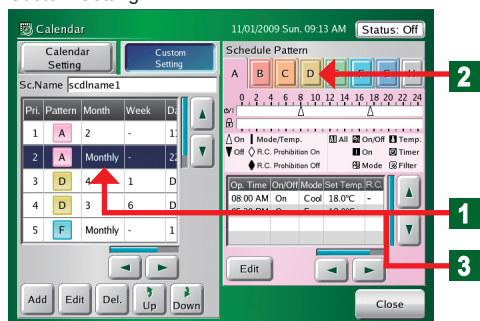 Calendar
11/01/2009 Sun. 09:13 AM
Status: Off
Calendar Setting
Custom Setting
Sc.Name scdlname1
Pri. Pattern Month Week
1 A 2 -
2 A Monthly - 22
3 D 4 1 D
4 D 3 6 D
5 F Monthly - 1
Add Edit Del. Up Down
Schedule Pattern
A B C D
0 2 4 6 8 10 12 14 16 18 20 22 24
On Mode/Temp. All On/Off Temp.
Off R.C. Prohibition On On Timer
R.C. Prohibition Off Mode Filter
Op. Time On/Off Mode Set Temp. R.C.
08:00 AM On Cool 18.0°C -
Edit
Close
2
1
3